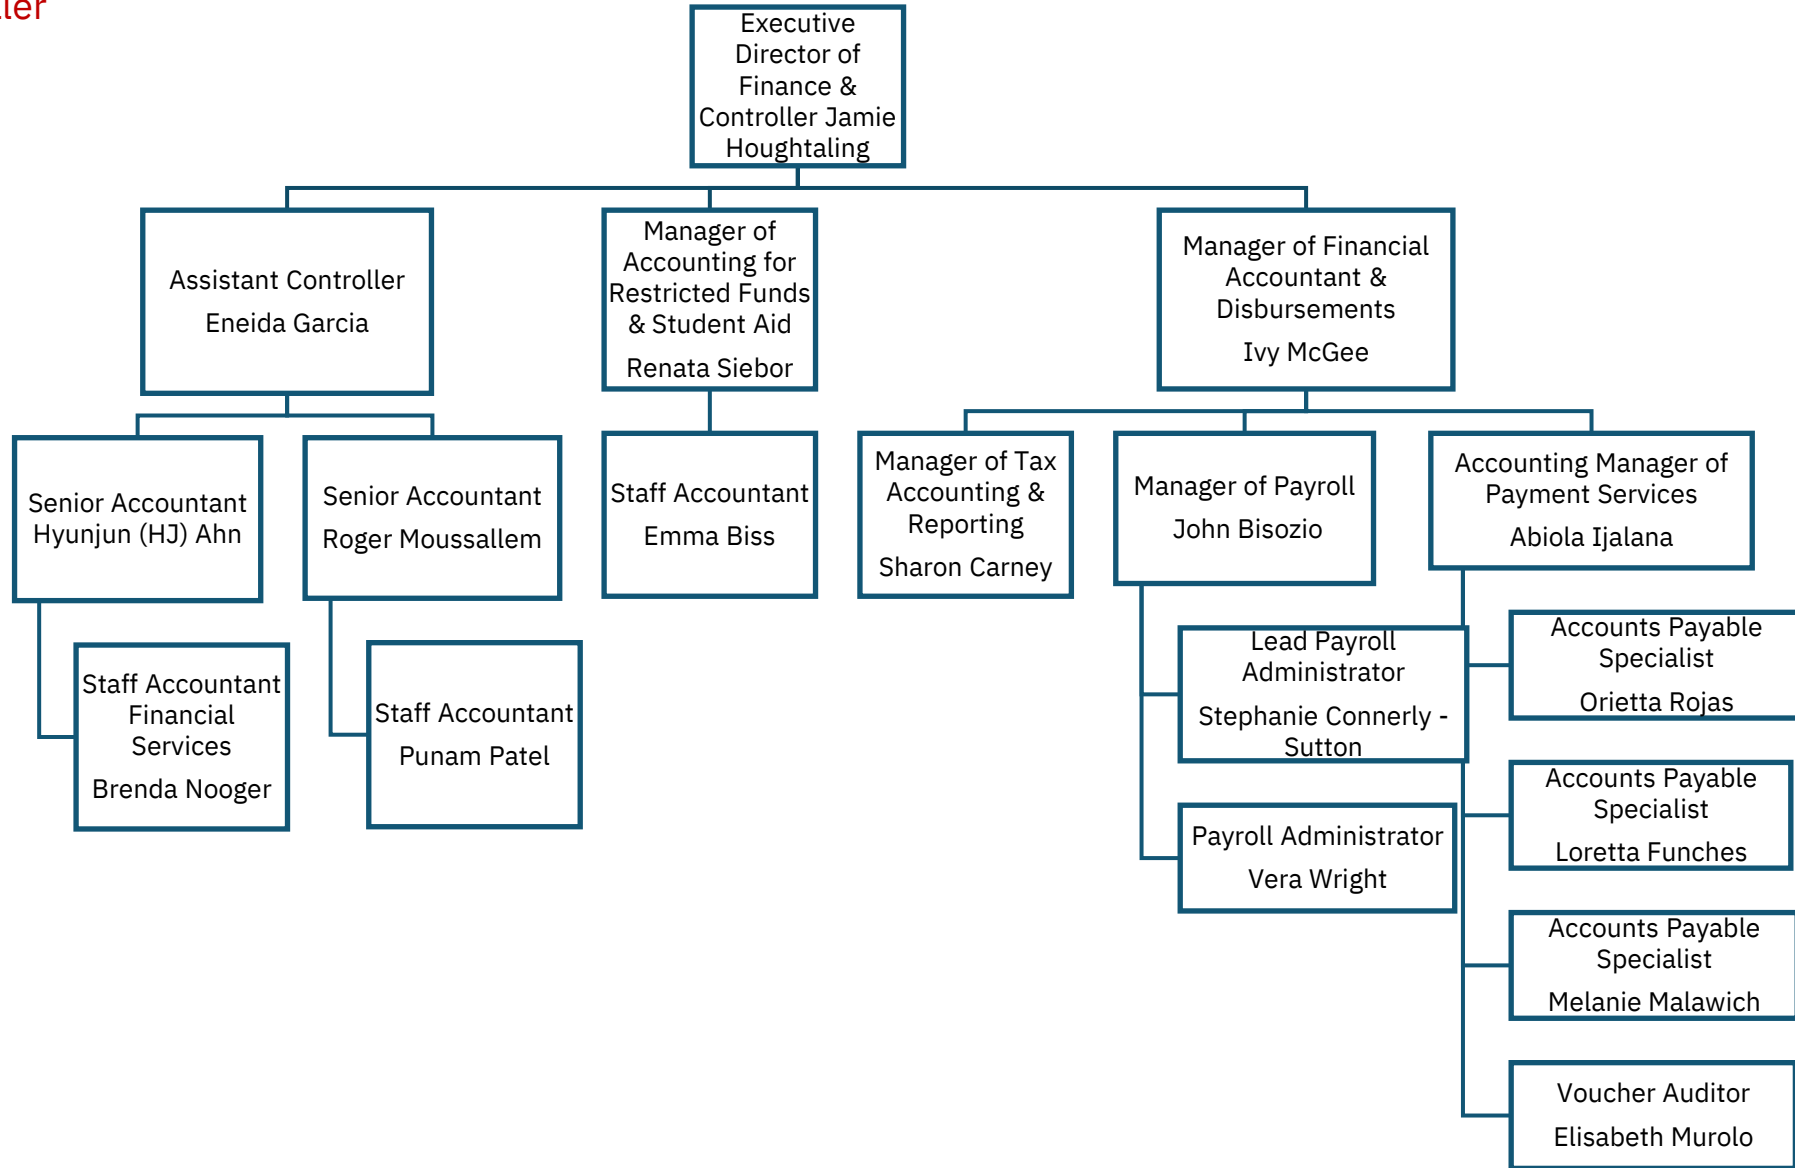 ller
Executive
Director of
Finance &
Controller Jamie
Houghtaling
Assistant Controller
Eneida Garcia
Manager of
Accounting for
Restricted Funds
& Student Aid
Renata Siebor
Manager of Financial
Accountant &
Disbursements
Ivy McGee
Senior Accountant
Hyunjun (HJ) Ahn
Senior Accountant
Roger Moussallem
Staff Accountant
Emma Biss
Manager of Tax
Accounting &
Reporting
Sharon Carney
Manager of Payroll
John Bisozio
Accounting Manager of
Payment Services
Abiola Ijalana
Staff Accountant
Financial
Services
Brenda Nooger
Staff Accountant
Punam Patel
Lead Payroll
Administrator
Stephanie Connerly -
Sutton
Payroll Administrator
Vera Wright
Accounts Payable
Specialist
Orietta Rojas
Accounts Payable
Specialist
Loretta Funches
Accounts Payable
Specialist
Melanie Malawich
Voucher Auditor
Elisabeth Murolo